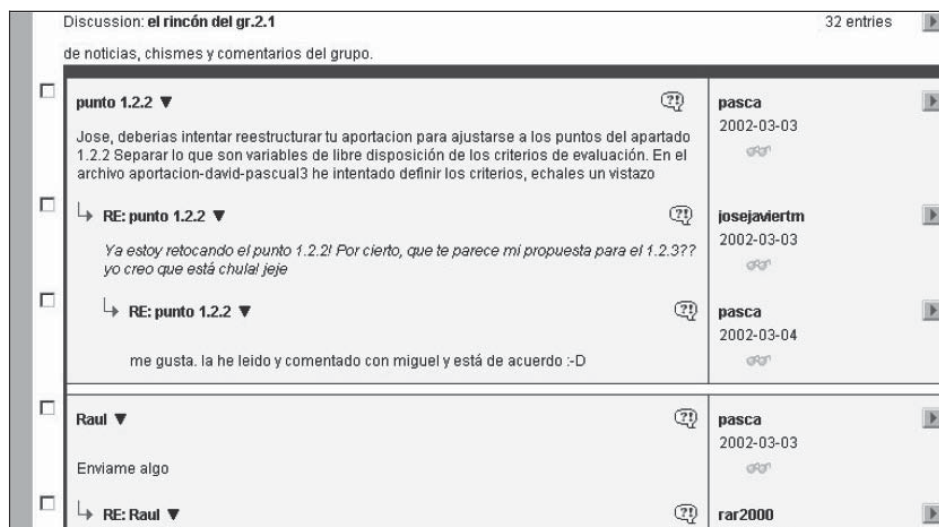 Discussion: el rincón del gr.2.1 32 entries
de noticias, chismes y comentarios del grupo.
punto 1.2.2 ▼ pasca
2002-03-03
Jose, deberias intentar reestructurar tu aportacion para ajustarse a los puntos del apartado
1.2.2 Separar lo que son variables de libre disposición de los criterios de evaluación. En el
archivo aportacion-david-pascual3 he intentado definir los criterios, echales un vistazo
RE: punto 1.2.2 ▼ josejaviertm
2002-03-03
Ya estoy retocando el punto 1.2.2! Por cierto, que te parece mi propuesta para el 1.2.3??
yo creo que está chula! jeje
RE: punto 1.2.2 ▼ pasca
2002-03-04
me gusta. la he leido y comentado con miguel y está de acuerdo :-D
Raul ▼ pasca
2002-03-03
Enviame algo
RE: Raul ▼ rar2000